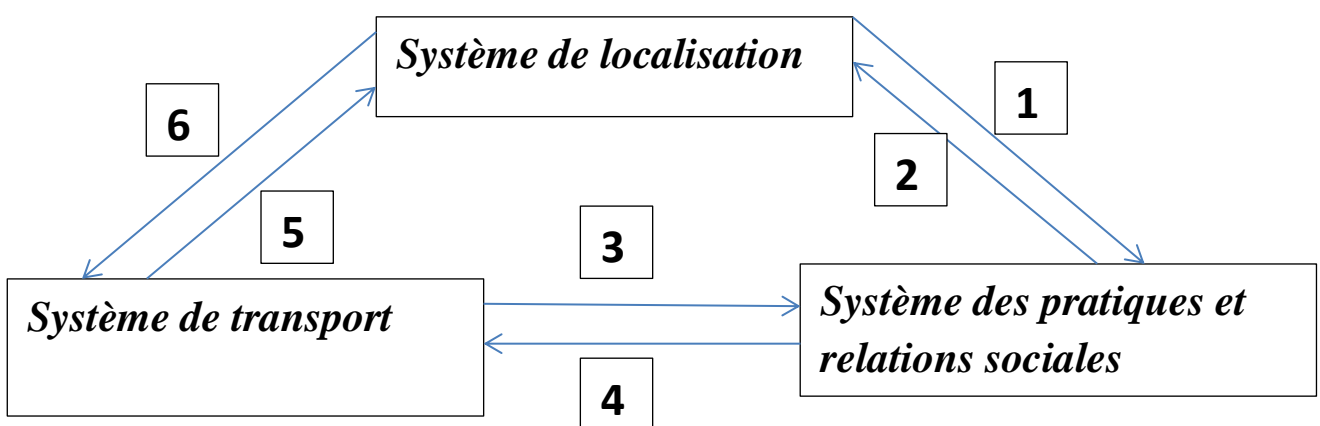 Système de localisation
6
1
2
5
3
Système de transport
Système des pratiques et
relations sociales
4